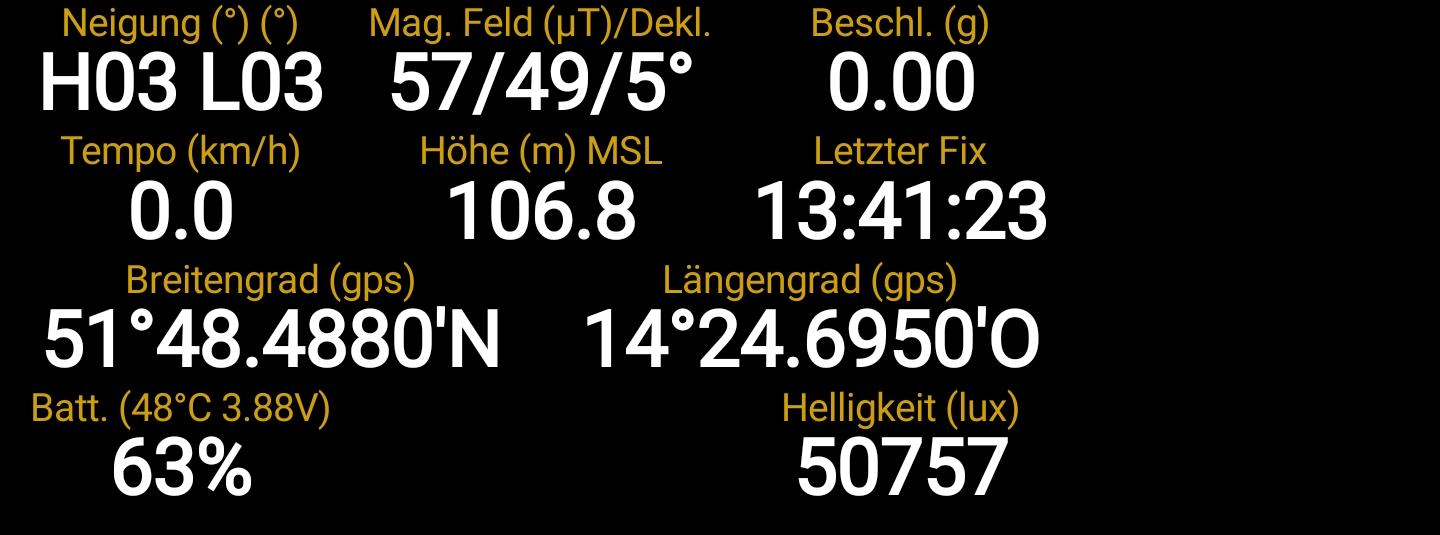 Neigung (°) (°) Mag. Feld (µT)/Dekl. Beschl. (g)
H03 L03 57/49/5° 0.00
Tempo (km/h) Höhe (m) MSL Letzter Fix
0.0 106.8 13:41:23
Breitengrad (gps) Längengrad (gps)
51°48.4880'N 14°24.6950'O
Batt. (48°C 3.88V) Helligkeit (lux)
63% 50757